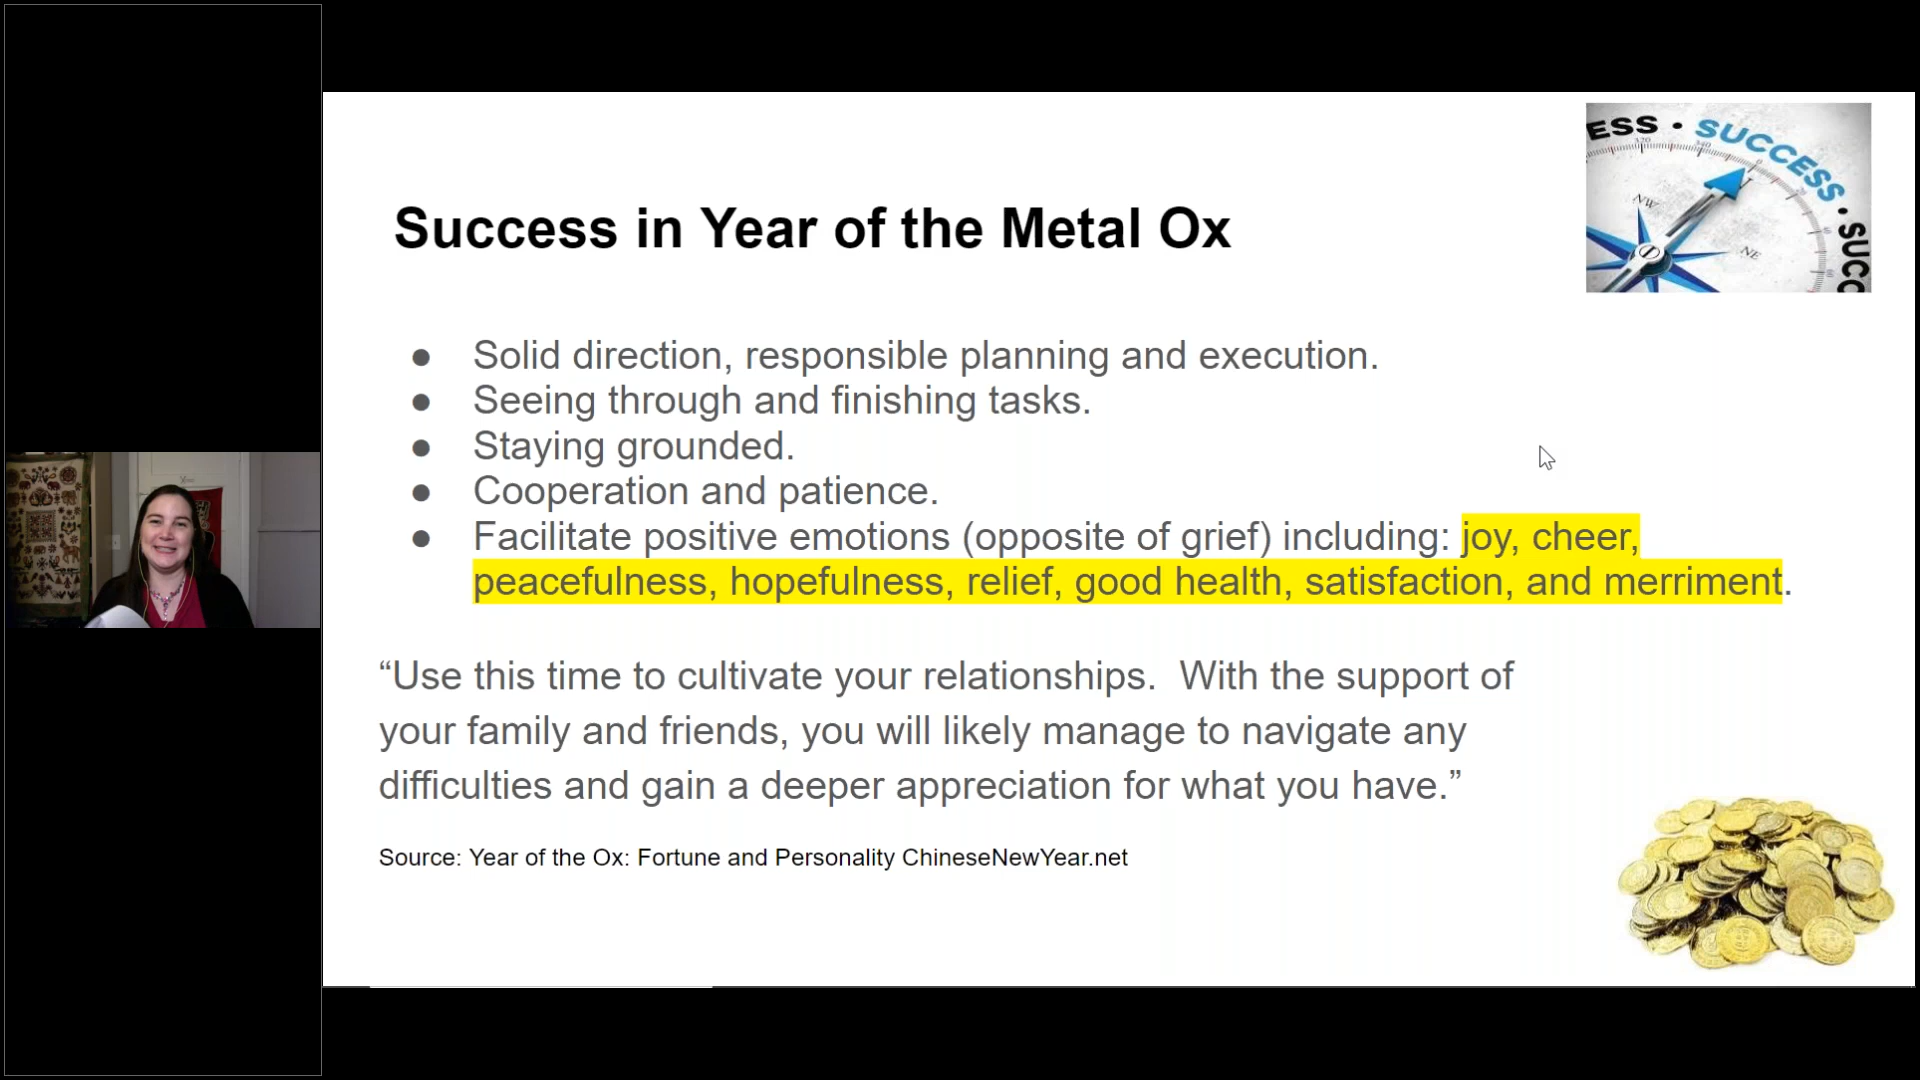 ESS • SUCCESS • SUCC
NW
NE
Success in Year of the Metal Ox
● Solid direction, responsible planning and execution.
● Seeing through and finishing tasks.
● Staying grounded.
● Cooperation and patience.
● Facilitate positive emotions (opposite of grief) including: joy, cheer,
peacefulness, hopefulness, relief, good health, satisfaction, and merriment.
“Use this time to cultivate your relationships.  With the support of
your family and friends, you will likely manage to navigate any
difficulties and gain a deeper appreciation for what you have.”
Source: Year of the Ox: Fortune and Personality ChineseNewYear.net